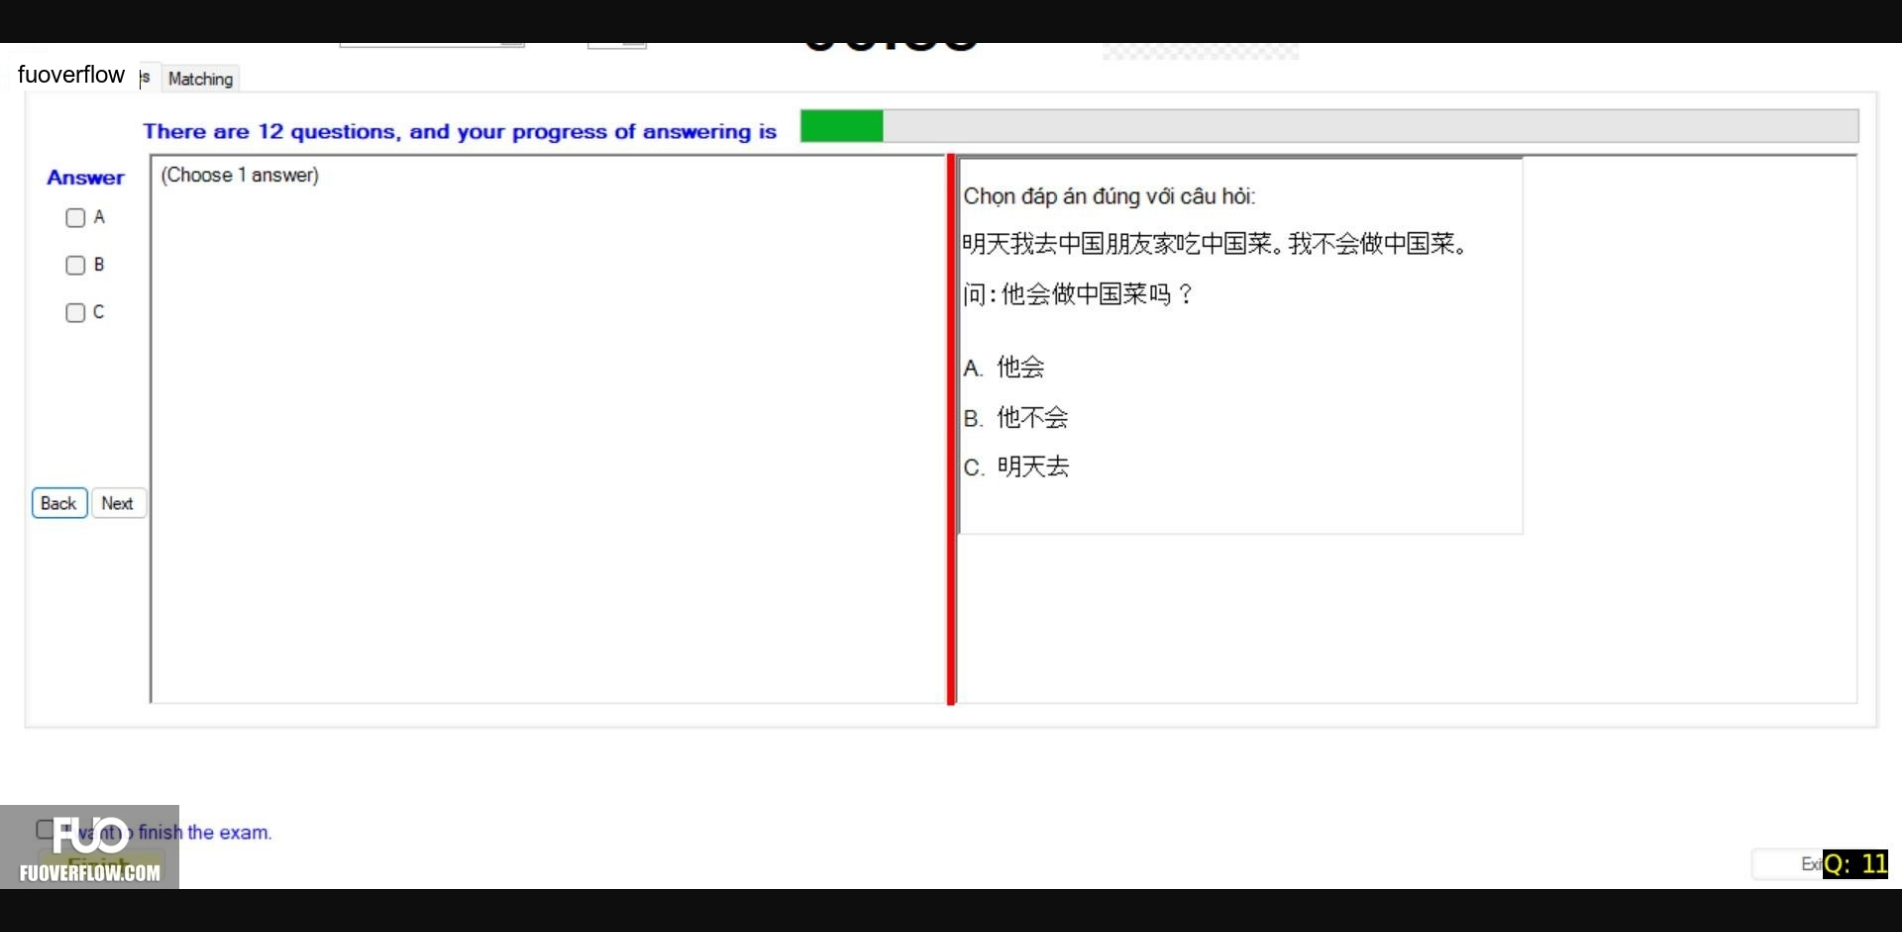 fuoverflow
Matching
There are 12 questions, and your progress of answering is
Answer
A
B
C
Back
Next
(Choose 1 answer)
Chọn đáp án đúng với câu hỏi:
明天我去中国朋友家吃中国菜。我不会做中国菜。
问：他会做中国菜吗？
A. 他会
B. 他不会
C. 明天去
want to finish the exam.
FUO
FUOVERFLOW.COM
Q: 11